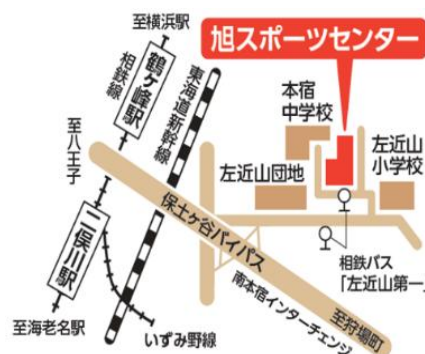 至横浜駅
旭スポーツセンター
鶴ヶ峰駅
相鉄線
東海道新幹線
本宿
中学校
至八王子
左近山団地
左近山
小学校
保土ヶ谷バイパス
二俣川駅
相鉄バス
「左近山第一」
南本宿インターチェンジ
至狩場町
至海老名駅
いずみ野線